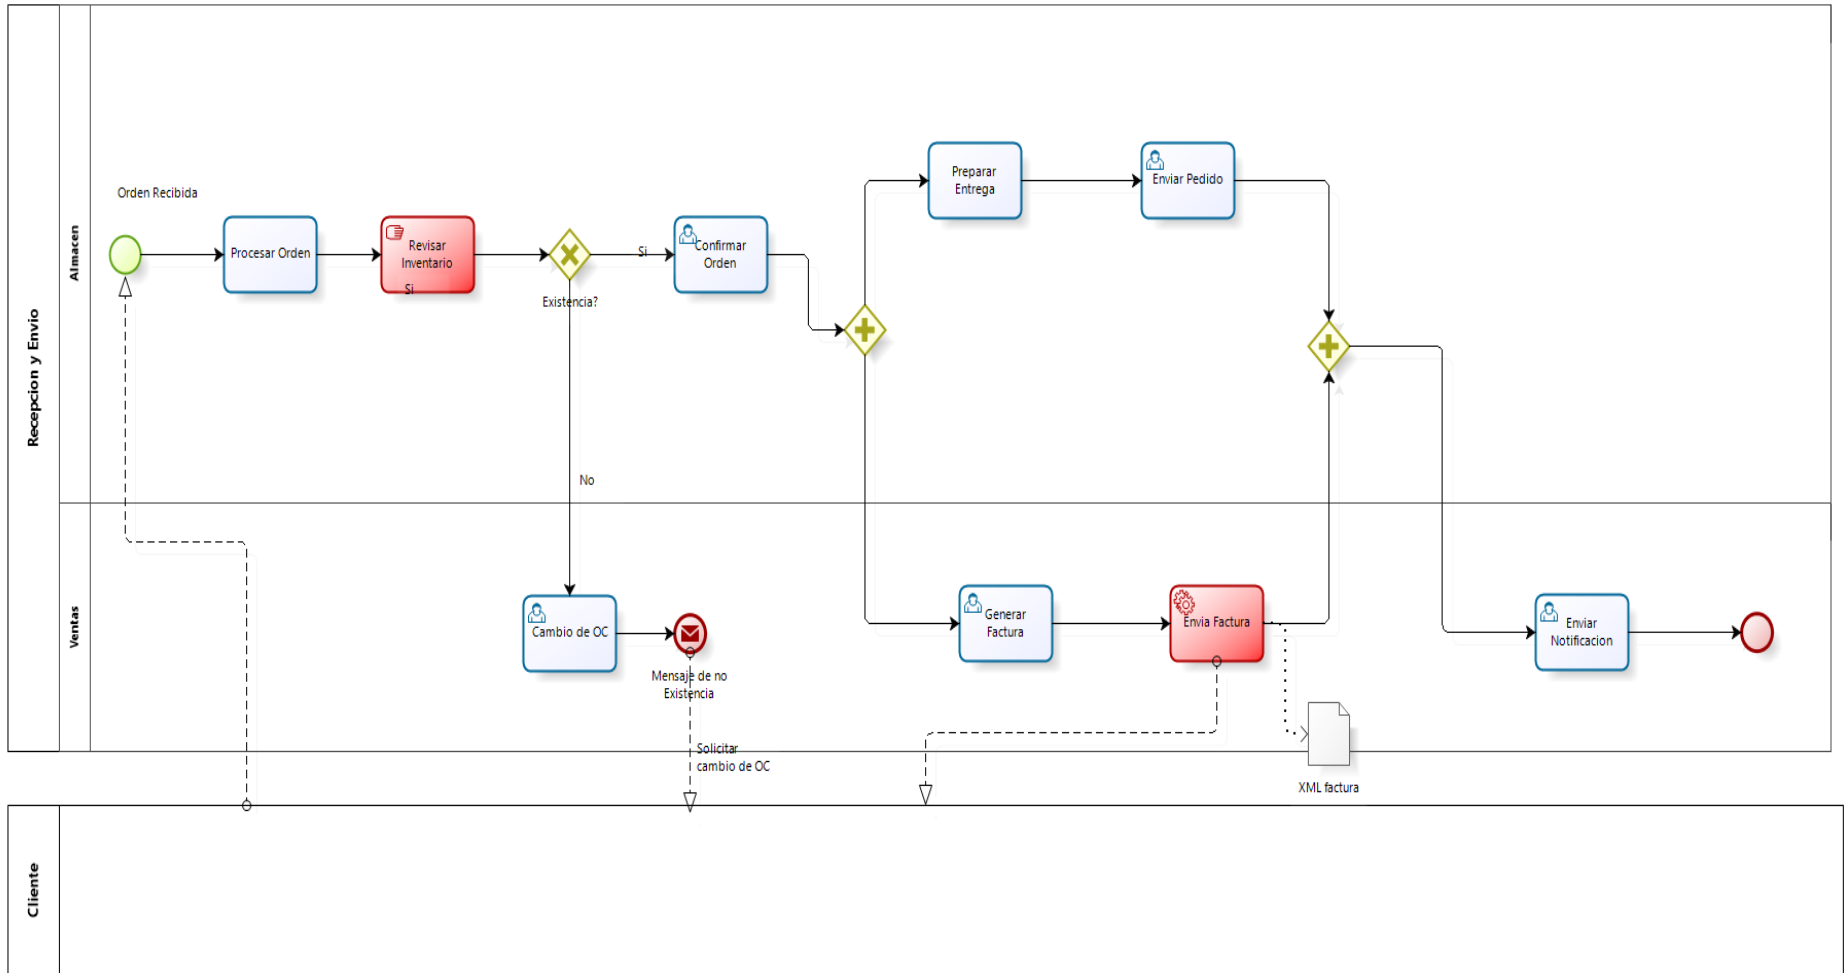 Recepcion y Envio
Almacen
Orden Recibida
Procesar Orden
Revisar
Inventario
Si
Existencia?
Si
Confirmar
Orden
Preparar
Entrega
Enviar Pedido
No
Ventas
Cambio de OC
Mensaje de no
Existencia
Solicitar
cambio de OC
Generar
Factura
Envia Factura
XML factura
Enviar
Notificacion
Cliente